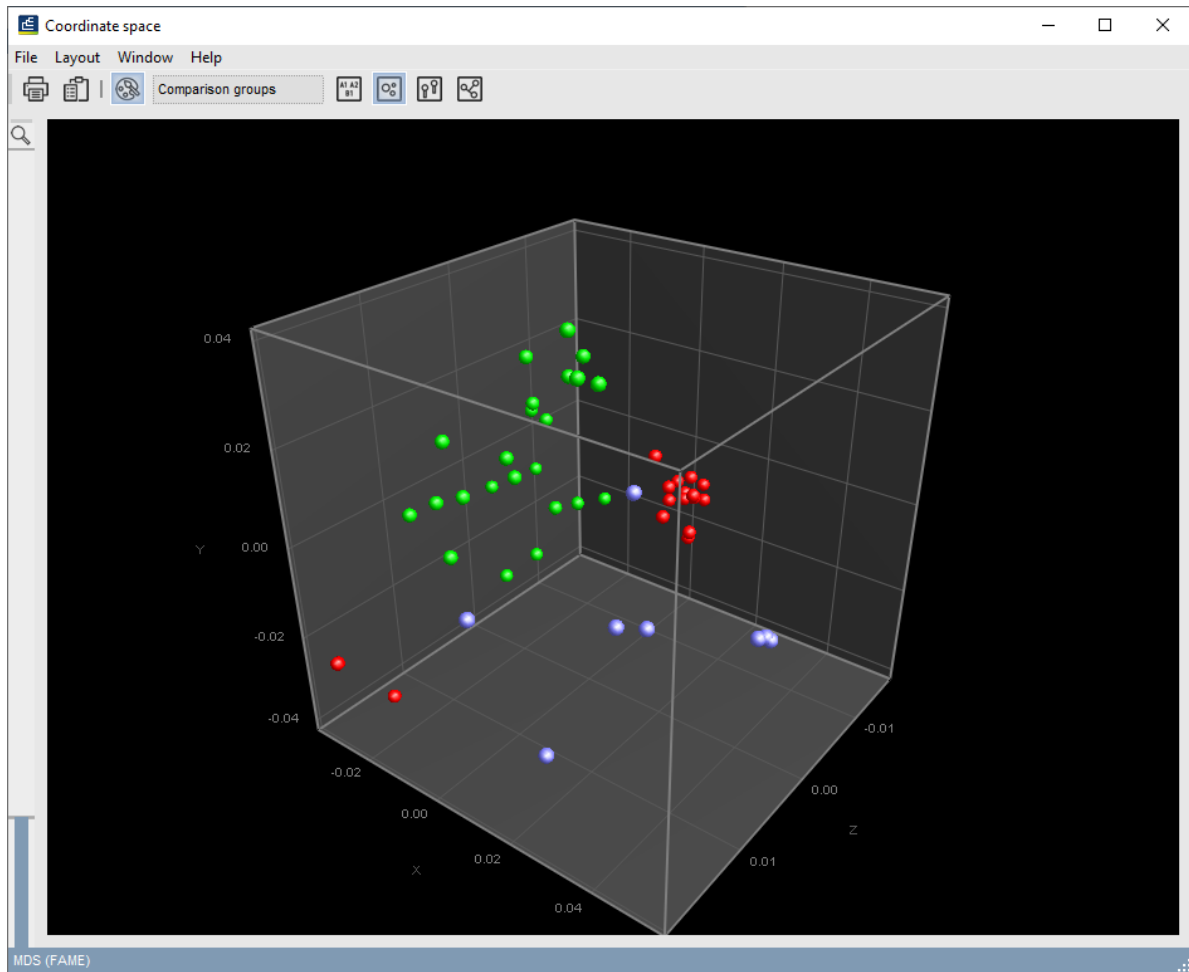 Coordinate space
File Layout Window Help
Comparison groups
A1 A2
B1
0.04
0.02
Y
0.00
-0.02
-0.04
-0.02
0.00
X
0.02
0.04
-0.01
0.00
Z
0.01
MDS (FAME)